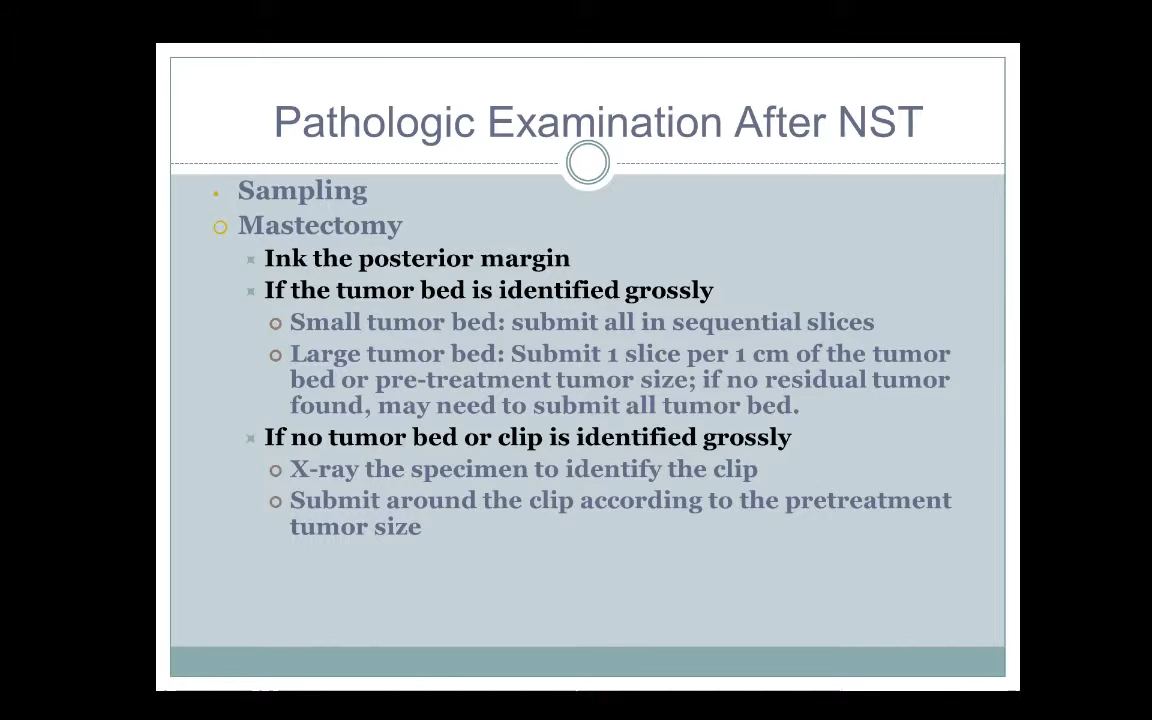 Pathologic Examination After NST
Sampling
Mastectomy
Ink the posterior margin
If the tumor bed is identified grossly
Small tumor bed: submit all in sequential slices
Large tumor bed: Submit 1 slice per 1 cm of the tumor
bed or pre-treatment tumor size; if no residual tumor
found, may need to submit all tumor bed.
If no tumor bed or clip is identified grossly
X-ray the specimen to identify the clip
Submit around the clip according to the pretreatment
tumor size